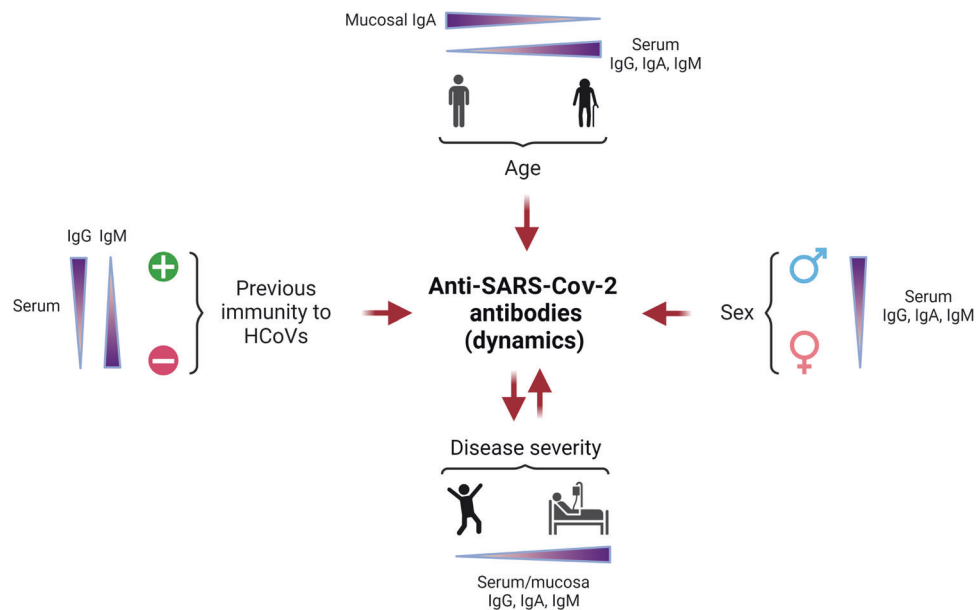 Mucosal IgA
Serum
IgG, IgA, IgM
Age
IgG IgM
Serum
Previous
immunity to
HCoVs
Anti-SARS-Cov-2
antibodies
(dynamics)
Sex
Serum
IgG, IgA, IgM
Disease severity
Serum/mucosa
IgG, IgA, IgM